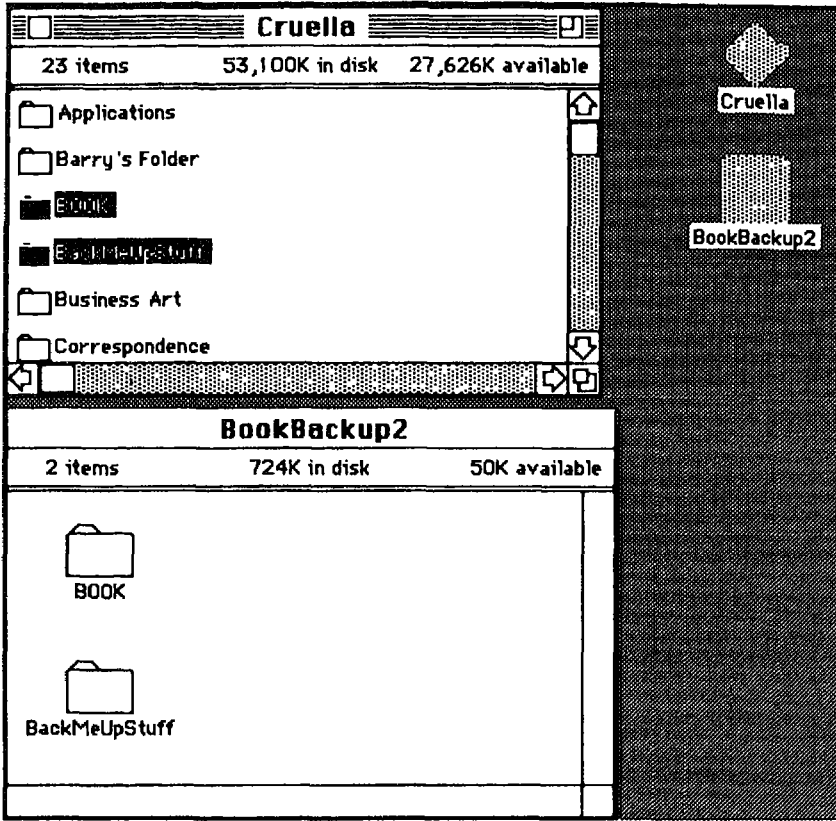 Cruella
23 items 53,100K in disk 27,626K available
Applications
Barry's Folder
BOOK
BackMeUpStuff
Business Art
Correspondence
BookBackup2
2 items 724K in disk 50K available
BOOK
BackMeUpStuff
Cruella
BookBackup2